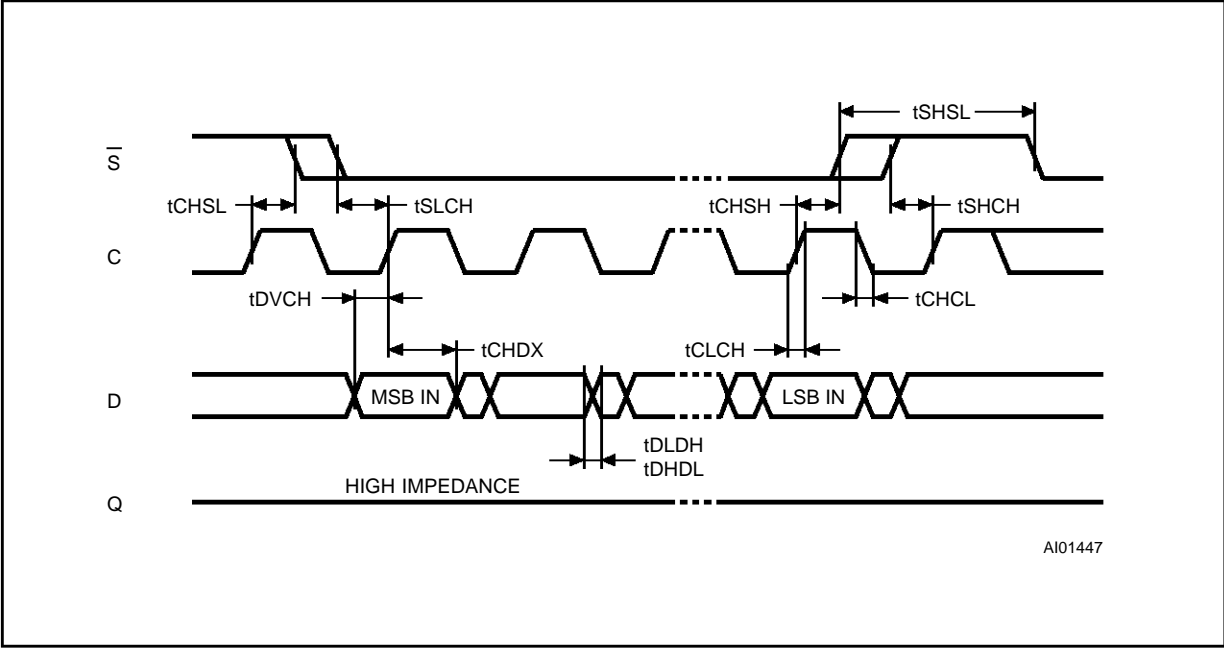 tSHSL
S̅
tCHSL
tSLCH
tCHSH
tSHCH
C
tDVCH
tCHCL
tCHDX
tCLCH
D
MSB IN
LSB IN
tDLDH
tDHDL
HIGH IMPEDANCE
Q
AI01447